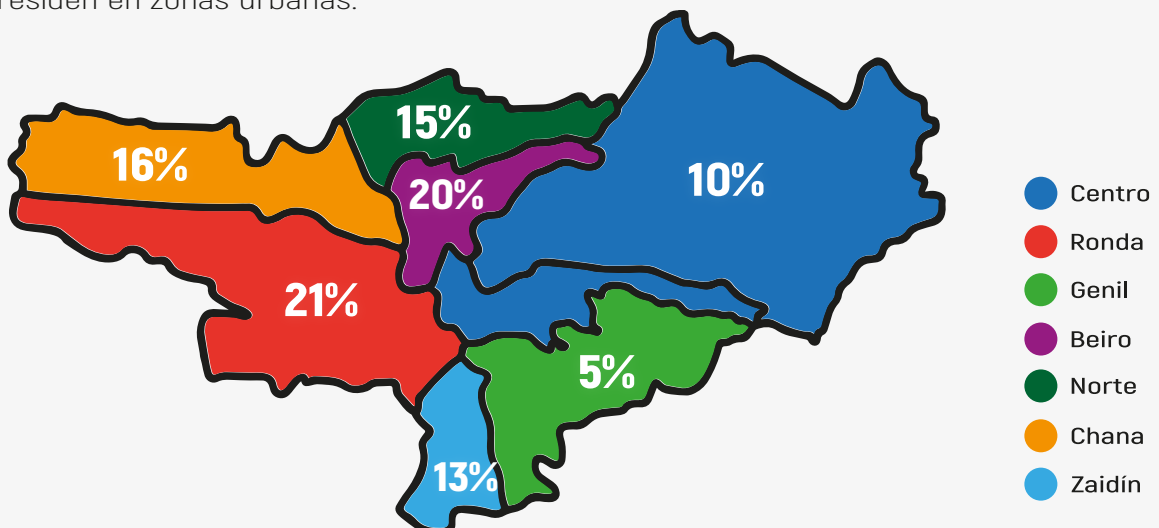 residen en zonas urbanas.
15%
16%
10%
20%
21%
5%
13%
Centro
Ronda
Genil
Beiro
Norte
Chana
Zaidín